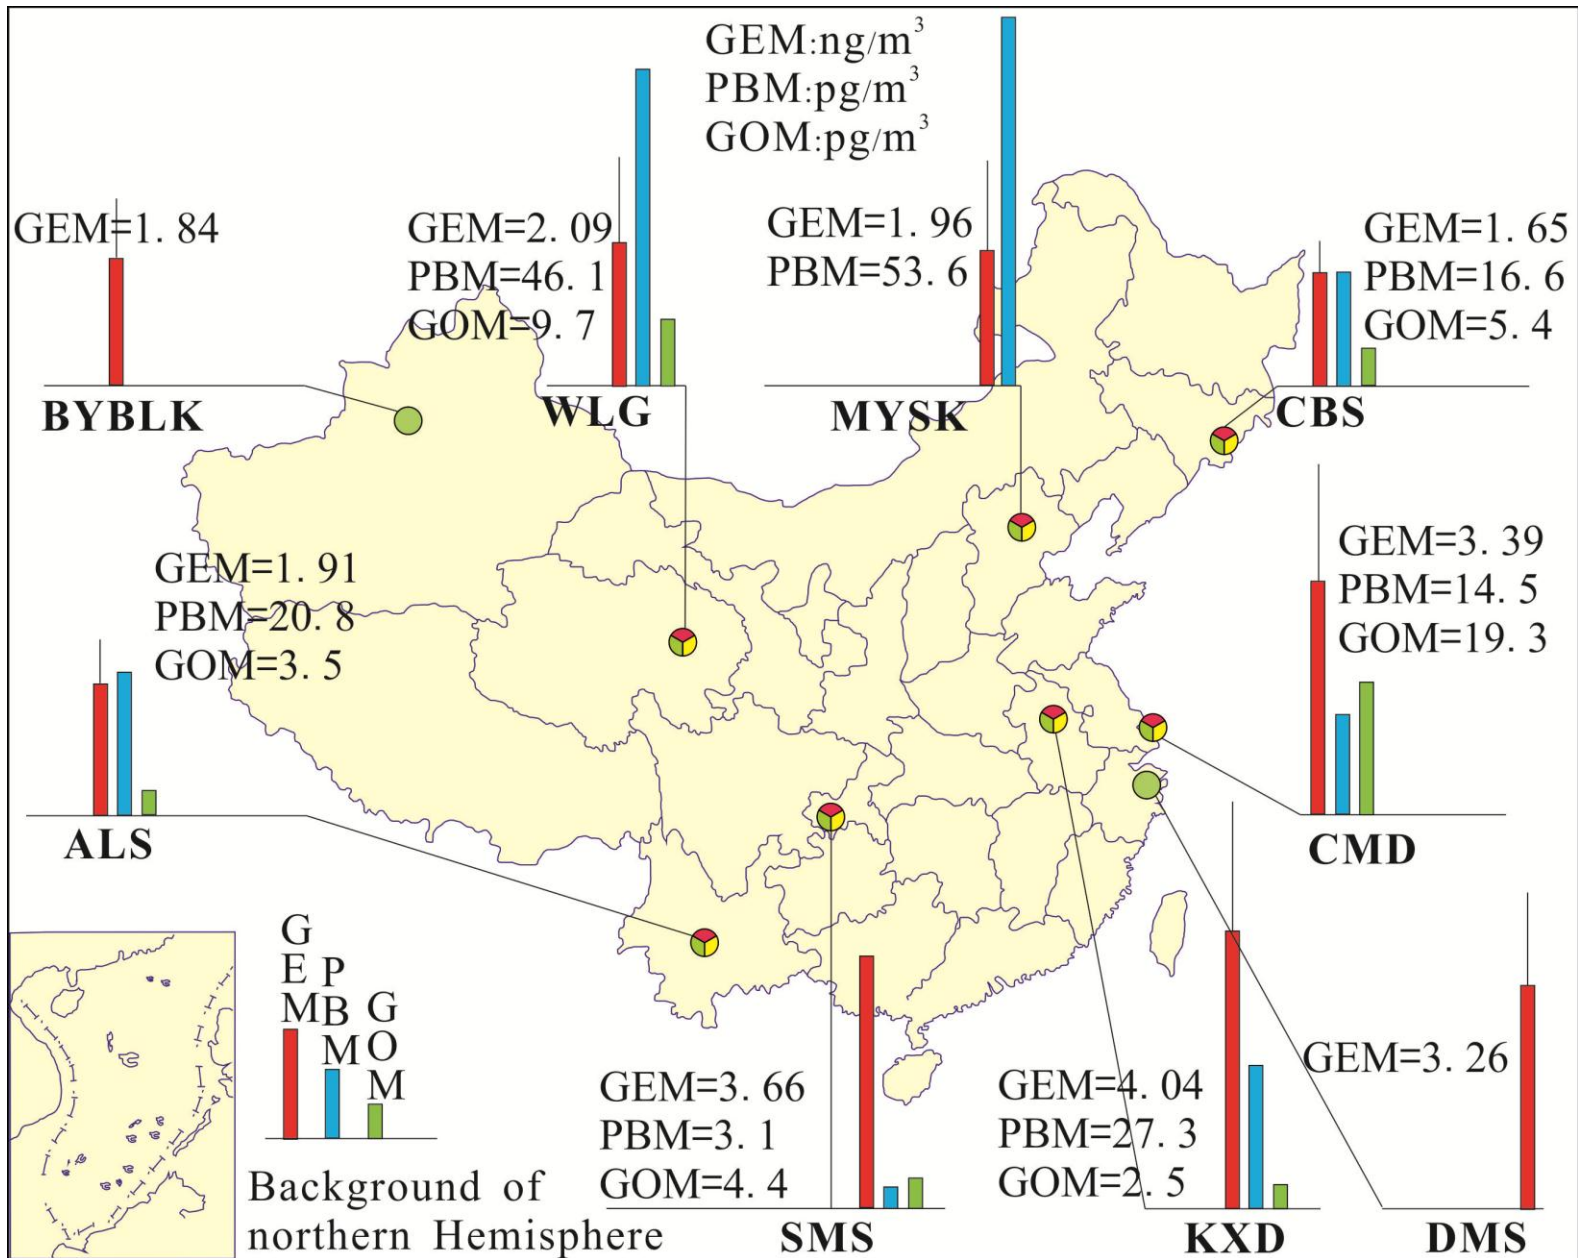 GEM:ng/m³
PBM:pg/m³
GOM:pg/m³
GEM=1. 84
BYBLK
GEM=2. 09
PBM=46. 1
GOM=9. 7
WLG
GEM=1. 96
PBM=53. 6
MYSK
GEM=1. 65
PBM=16. 6
GOM=5. 4
CBS
GEM=1. 91
PBM=20. 8
GOM=3. 5
ALS
GEM=3. 39
PBM=14. 5
GOM=19. 3
CMD
GEM
PBM
GOM
Background of
northern Hemisphere
GEM=3. 66
PBM=3. 1
GOM=4. 4
SMS
GEM=4. 04
PBM=27. 3
GOM=2. 5
KXD
GEM=3. 26
DMS